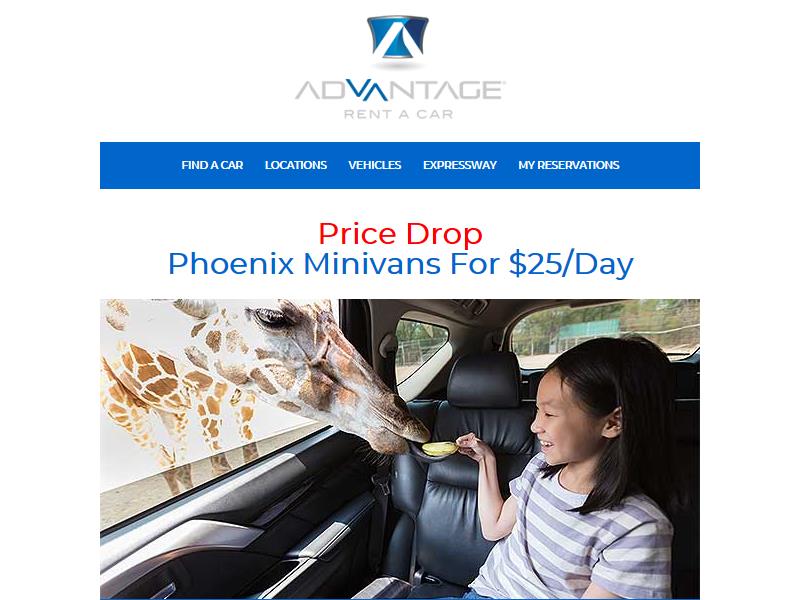 ADVANTAGE
RENT A CAR
FIND A CAR LOCATIONS VEHICLES EXPRESSWAY MY RESERVATIONS
Price Drop
Phoenix Minivans For $25/Day